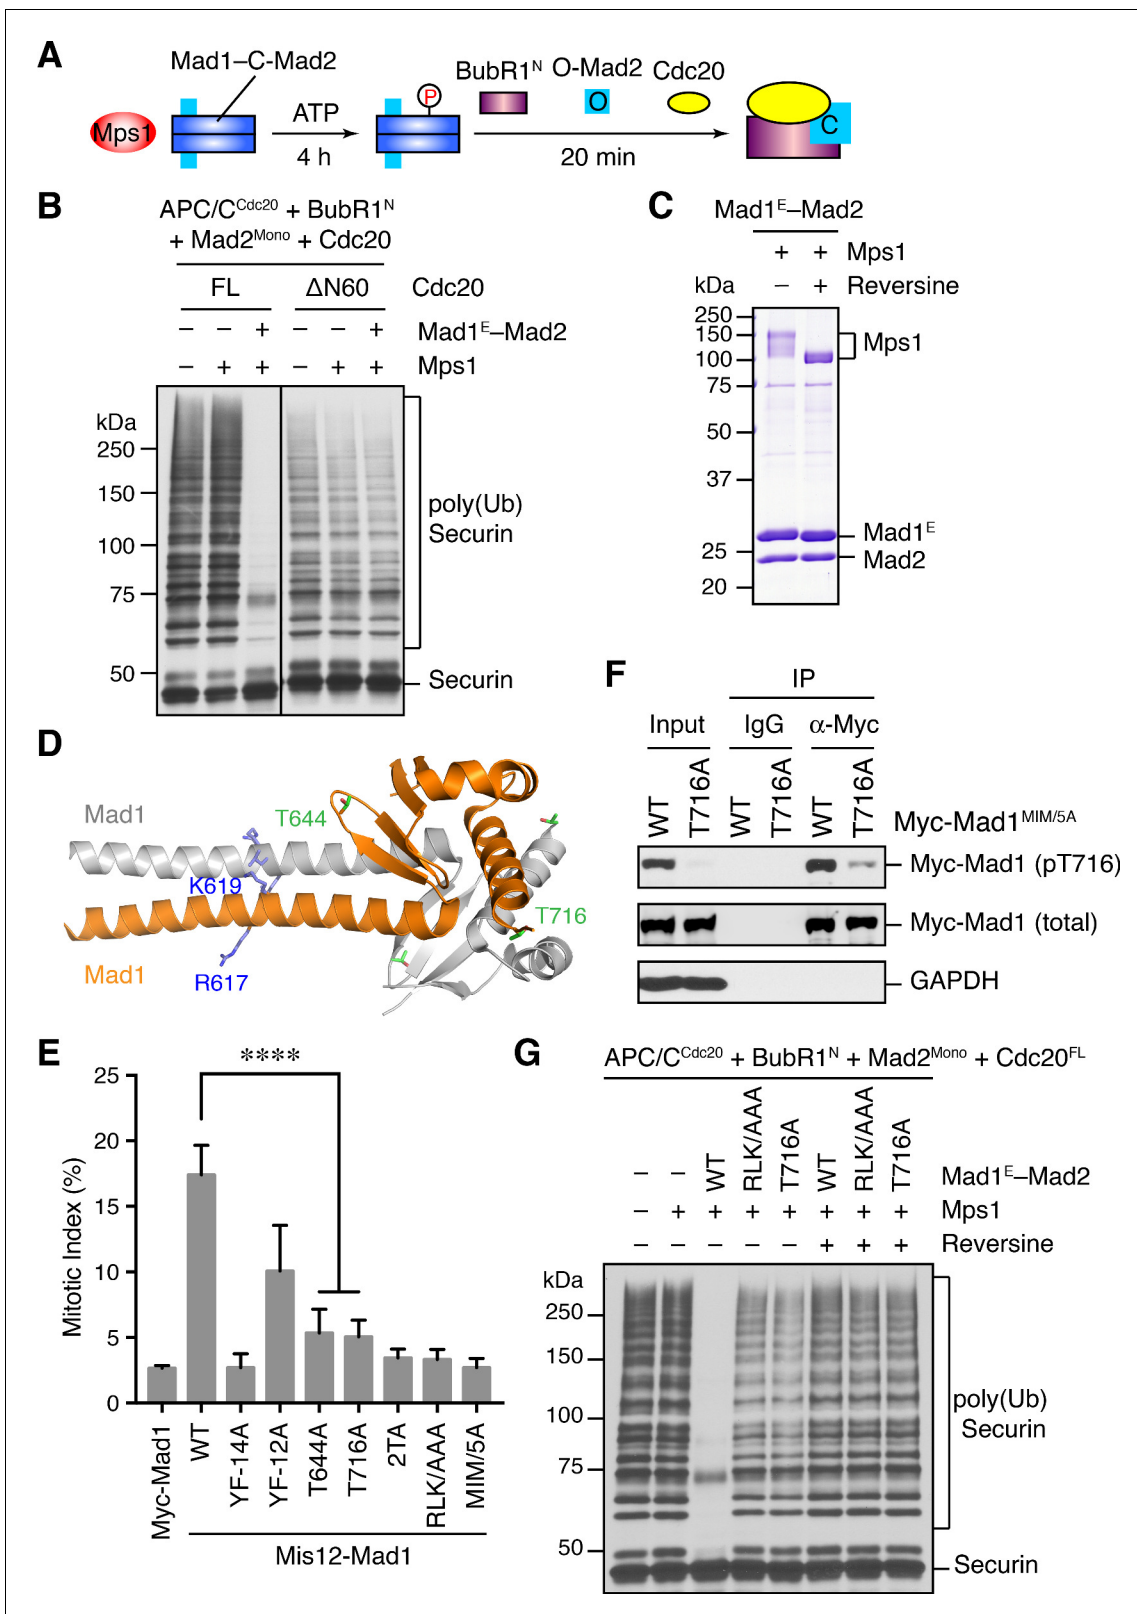 A
Mad1–C-Mad2
BubR1N O-Mad2 Cdc20
Mps1
ATP
4 h
P
O
20 min
C
B
APC/CCdc20 + BubR1N
+ Mad2Mono + Cdc20
FL ΔN60 Cdc20
– – + – – + Mad1E–Mad2
– + + – + + Mps1
kDa
250
150
100
75
50
poly(Ub)
Securin
Securin
C
Mad1E–Mad2
+ + Mps1
– + Reversine
kDa
250
150
100
75
50
37
25
20
Mps1
Mad1E
Mad2
D
Mad1
T644
K619
T716
Mad1
R617
F
IP
Input IgG α-Myc
WT T716A WT T716A WT T716A Myc-Mad1MIM/5A
Myc-Mad1 (pT716)
Myc-Mad1 (total)
GAPDH
E
****
Mitotic Index (%)
25
20
15
10
5
0
Myc-Mad1 WT YF-14A YF-12A T644A T716A 2TA RLK/AAA MIM/5A
Mis12-Mad1
G
APC/CCdc20 + BubR1N + Mad2Mono + Cdc20FL
– – WT RLK/AAA T716A WT RLK/AAA T716A Mad1E–Mad2
– + + + + + + + Mps1
– – – – – + + + Reversine
kDa
250
150
100
75
50
poly(Ub)
Securin
Securin